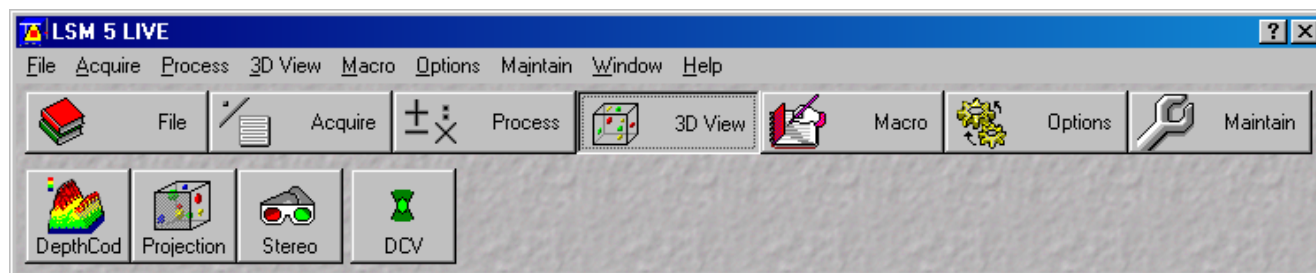 LSM 5 LIVE
File Acquire Process 3D View Macro Options Maintain Window Help
File Acquire Process 3D View Macro Options Maintain
DepthCod Projection Stereo DCV